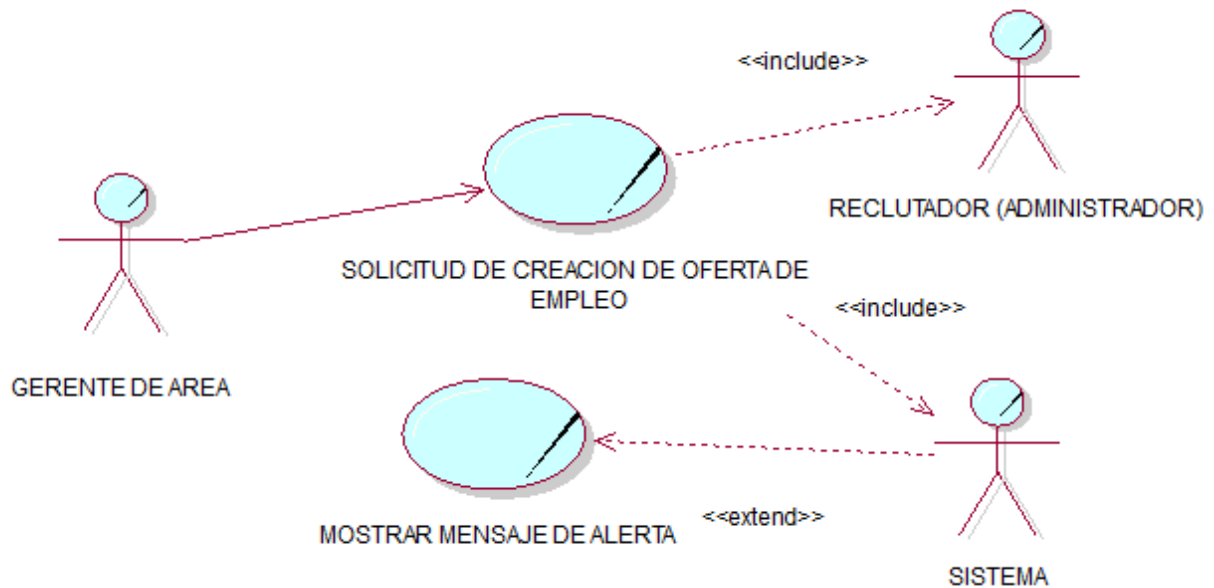 <<include>>
RECLUTADOR (ADMINISTRADOR)
SOLICITUD DE CREACION DE OFERTA DE
EMPLEO
<<include>>
GERENTE DE AREA
MOSTRAR MENSAJE DE ALERTA
<<extend>>
SISTEMA